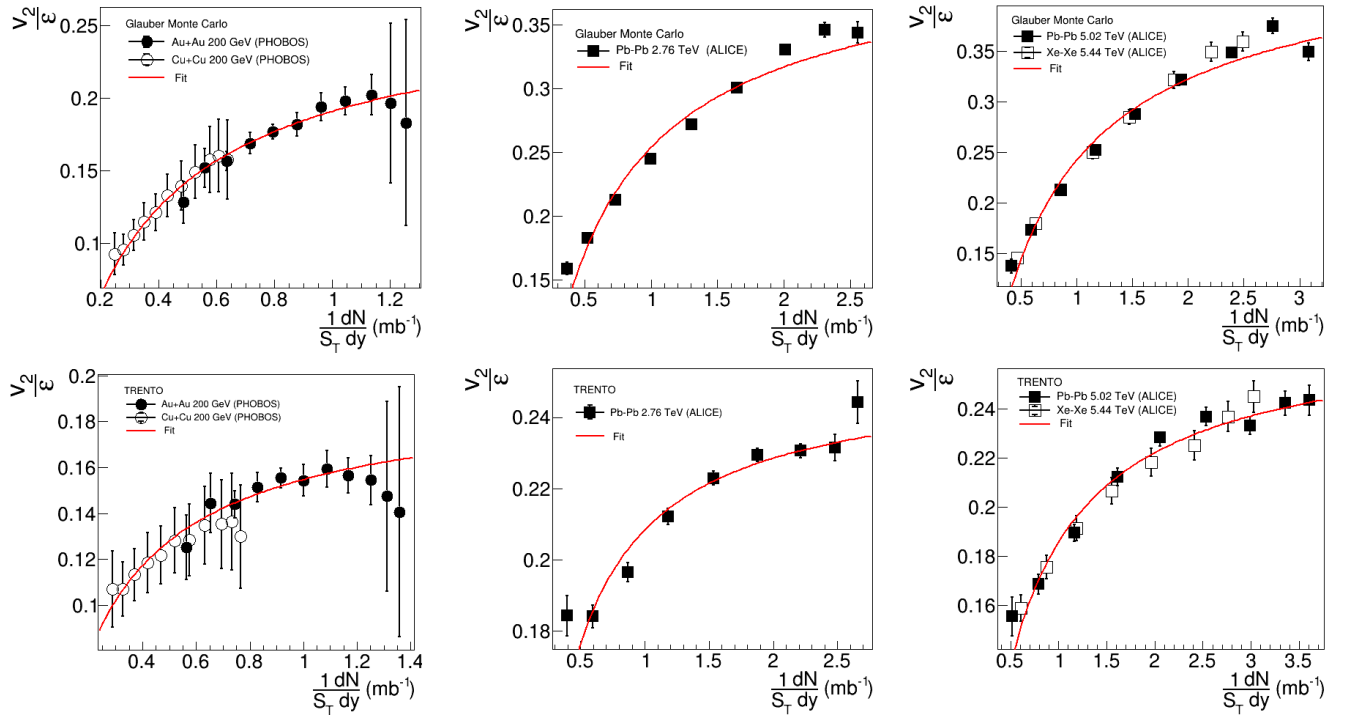 v₂/ε
0.25
0.2
0.15
0.1
Glauber Monte Carlo
Au+Au 200 GeV (PHOBOS)
Cu+Cu 200 GeV (PHOBOS)
Fit
0.2 0.4 0.6 0.8 1 1.2
1 dN
S_T dy (mb⁻¹)
v₂/ε
0.35
0.3
0.25
0.2
0.15
Glauber Monte Carlo
Pb-Pb 2.76 TeV (ALICE)
Fit
0.5 1 1.5 2 2.5
1 dN
S_T dy (mb⁻¹)
v₂/ε
0.35
0.3
0.25
0.2
0.15
Glauber Monte Carlo
Pb-Pb 5.02 TeV (ALICE)
Xe-Xe 5.44 TeV (ALICE)
Fit
0.5 1 1.5 2 2.5 3
1 dN
S_T dy (mb⁻¹)
v₂/ε
0.2
0.18
0.16
0.14
0.12
0.1
TRENTO
Au+Au 200 GeV (PHOBOS)
Cu+Cu 200 GeV (PHOBOS)
Fit
0.4 0.6 0.8 1 1.2 1.4
1 dN
S_T dy (mb⁻¹)
v₂/ε
0.24
0.22
0.2
0.18
TRENTO
Pb-Pb 2.76 TeV (ALICE)
Fit
0.5 1 1.5 2 2.5
1 dN
S_T dy (mb⁻¹)
v₂/ε
0.24
0.22
0.2
0.18
0.16
TRENTO
Pb-Pb 5.02 TeV (ALICE)
Xe-Xe 5.44 TeV (ALICE)
Fit
0.5 1 1.5 2 2.5 3 3.5
1 dN
S_T dy (mb⁻¹)